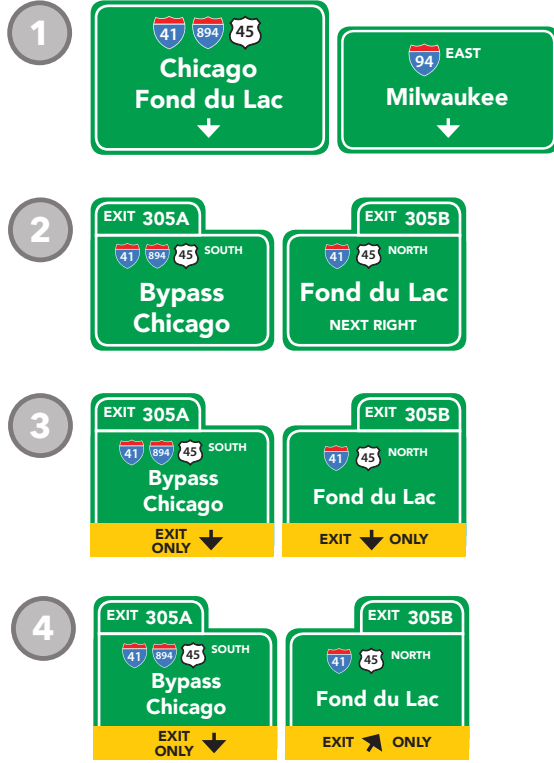 1
41 894 45
Chicago
Fond du Lac
94 EAST
Milwaukee
2
EXIT 305A
41 894 45 SOUTH
Bypass
Chicago
EXIT 305B
41 45 NORTH
Fond du Lac
NEXT RIGHT
3
EXIT 305A
41 894 45 SOUTH
Bypass
Chicago
EXIT
ONLY
EXIT 305B
41 45 NORTH
Fond du Lac
EXIT ONLY
4
EXIT 305A
41 894 45 SOUTH
Bypass
Chicago
EXIT
ONLY
EXIT 305B
41 45 NORTH
Fond du Lac
EXIT ONLY